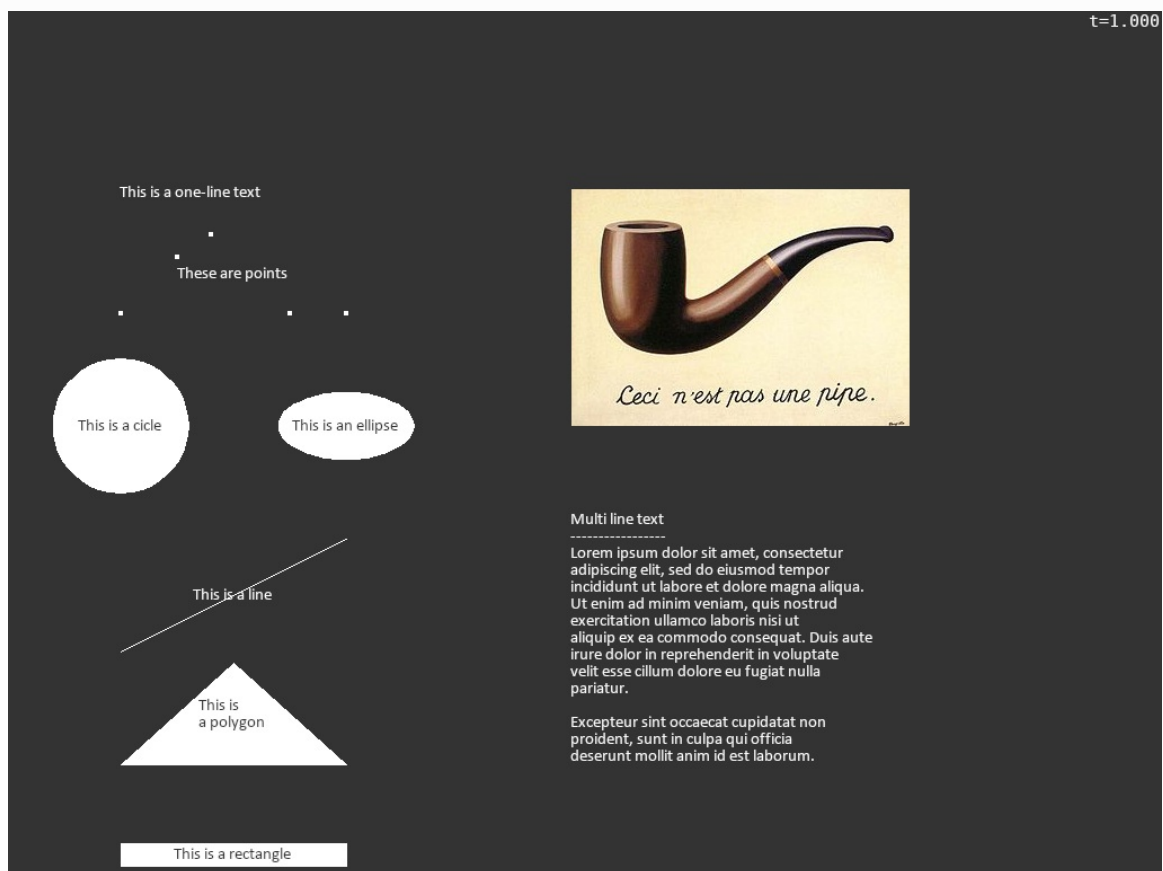 t=1.000
This is a one-line text
These are points
This is a cicle
This is an ellipse
This is a line
This is
a polygon
This is a rectangle
Ceci n'est pas une pipe.
Multi line text
-----------------
Lorem ipsum dolor sit amet, consectetur
adipiscing elit, sed do eiusmod tempor
incididunt ut labore et dolore magna aliqua.
Ut enim ad minim veniam, quis nostrud
exercitation ullamco laboris nisi ut
aliquip ex ea commodo consequat. Duis aute
irure dolor in reprehenderit in voluptate
velit esse cillum dolore eu fugiat nulla
pariatur.
Excepteur sint occaecat cupidatat non
proident, sunt in culpa qui officia
deserunt mollit anim id est laborum.